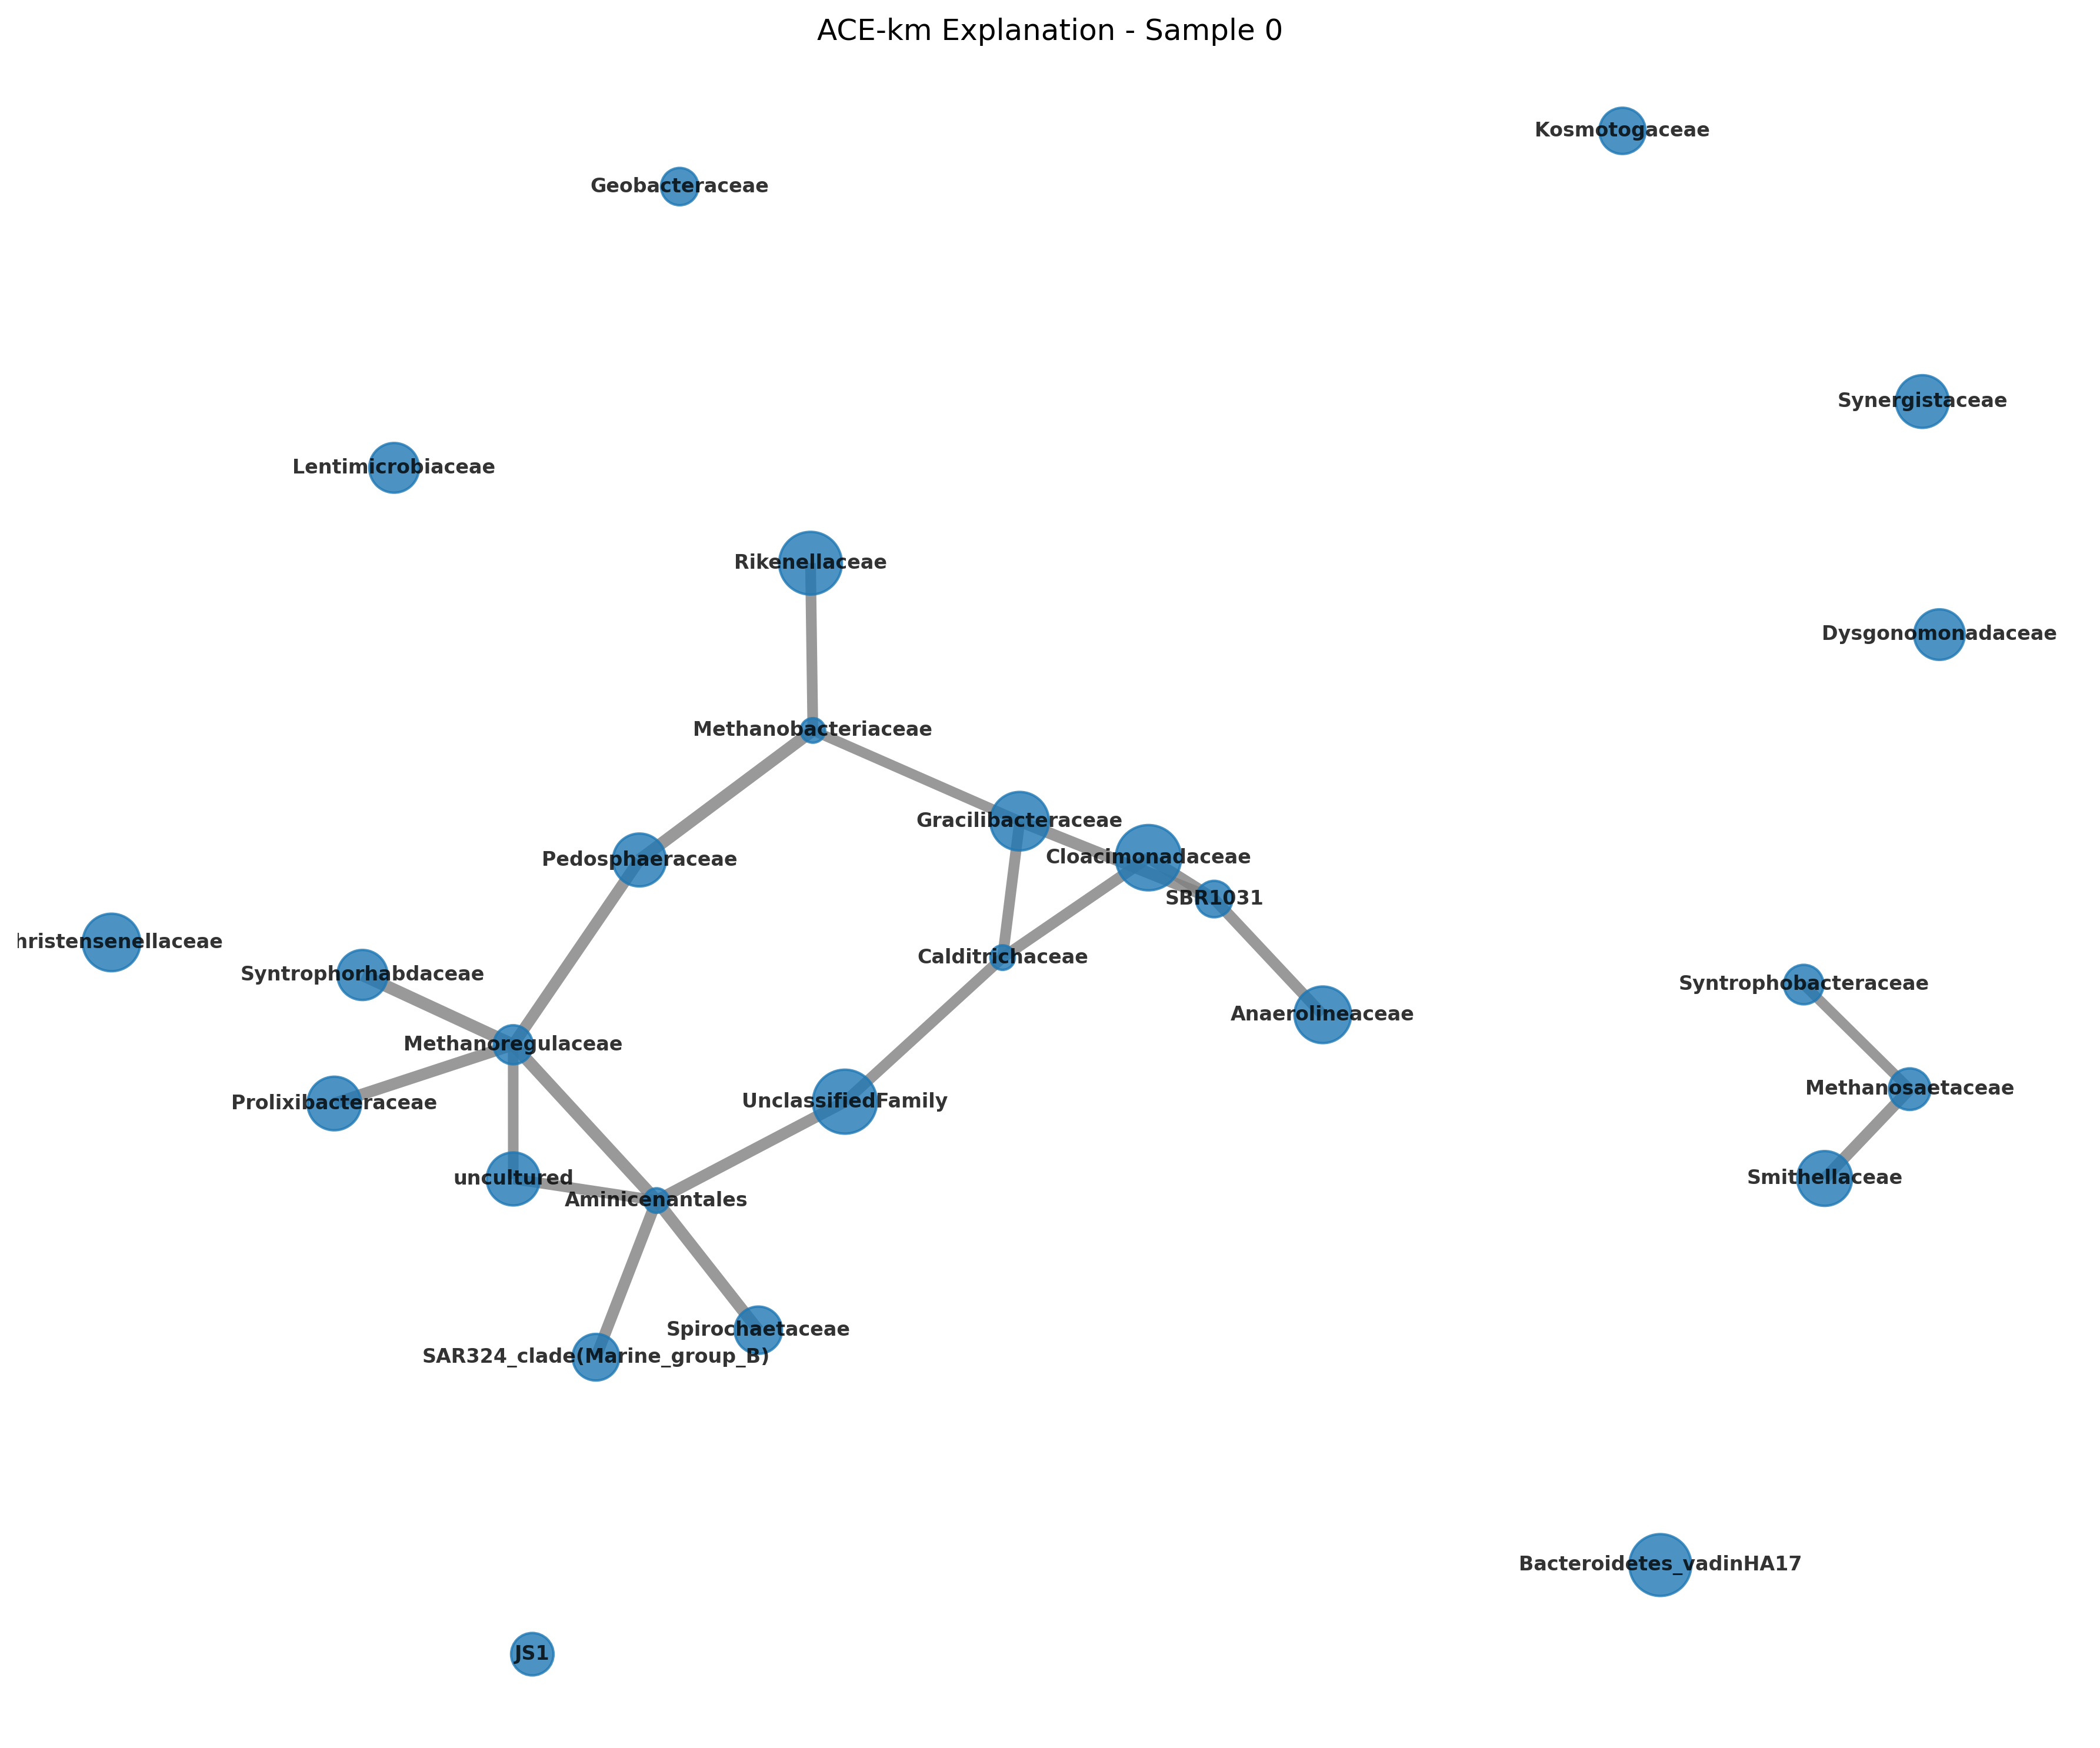 ACE-km Explanation - Sample 0
Kosmotogaceae
Geobacteraceae
Synergistaceae
Lentimicrobiaceae
Rikenellaceae
Dysgonomonadaceae
Methanobacteriaceae
Gracilibacteraceae
Cloacimonadaceae
Pedosphaeraceae
SBR1031
hristensenellaceae
Calditrichaceae
Syntrophorhabdaceae
Syntrophobacteraceae
Anaerolineaceae
Methanoregulaceae
Methanosaetaceae
UnclassifiedFamily
Prolixibacteraceae
uncultured
Smithellaceae
Aminicenantales
Spirochaetaceae
SAR324_clade(Marine_group_B)
Bacteroidetes_vadinHA17
JS1